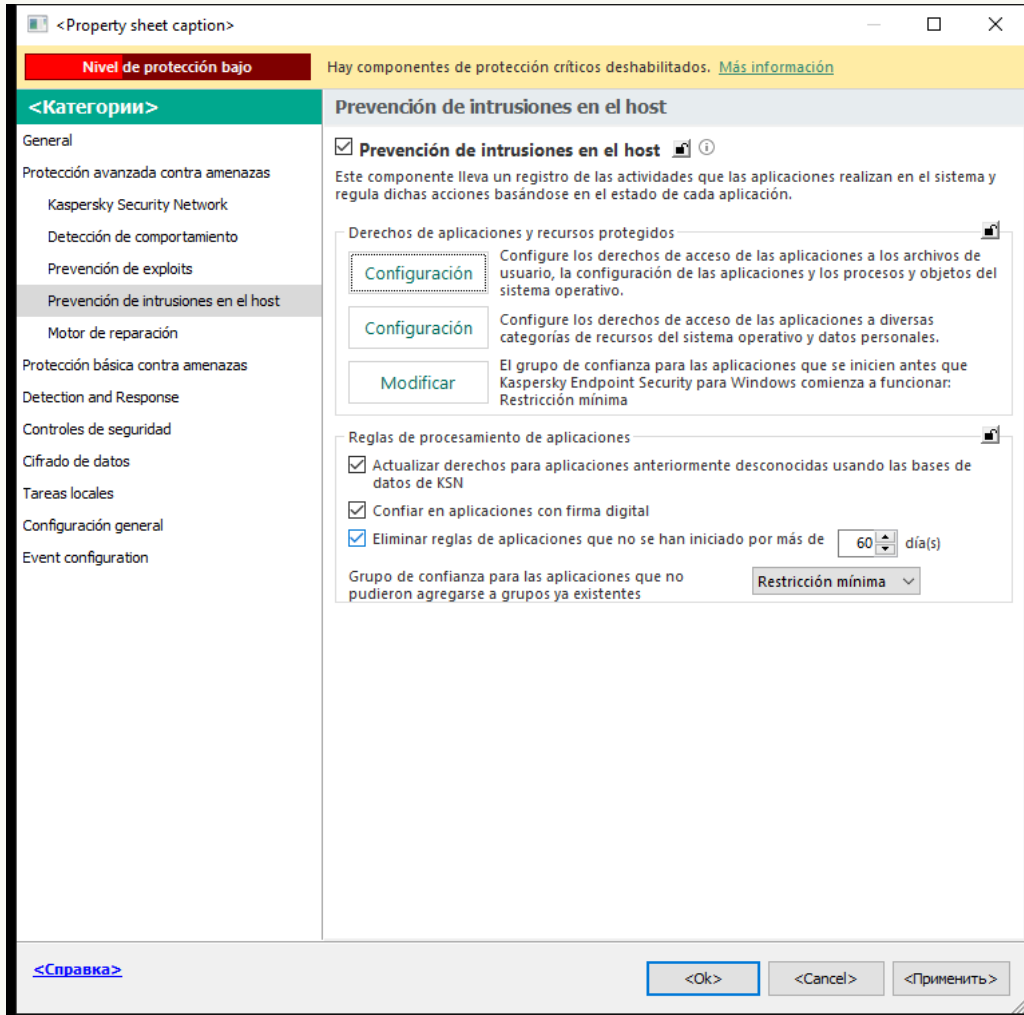 <Property sheet caption>
Nivel de protección bajo
Hay componentes de protección críticos deshabilitados. Más información
<Категории>
General
Protección avanzada contra amenazas
Kaspersky Security Network
Detección de comportamiento
Prevención de exploits
Prevención de intrusiones en el host
Motor de reparación
Protección básica contra amenazas
Detection and Response
Controles de seguridad
Cifrado de datos
Tareas locales
Configuración general
Event configuration
Prevención de intrusiones en el host
Prevención de intrusiones en el host
Este componente lleva un registro de las actividades que las aplicaciones realizan en el sistema y
regula dichas acciones basándose en el estado de cada aplicación.
Derechos de aplicaciones y recursos protegidos
Configuración
Configure los derechos de acceso de las aplicaciones a los archivos de
usuario, la configuración de las aplicaciones y los procesos y objetos del
sistema operativo.
Configuración
Configure los derechos de acceso de las aplicaciones a diversas
categorías de recursos del sistema operativo y datos personales.
Modificar
El grupo de confianza para las aplicaciones que se inicien antes que
Kaspersky Endpoint Security para Windows comienza a funcionar:
Restricción mínima
Reglas de procesamiento de aplicaciones
Actualizar derechos para aplicaciones anteriormente desconocidas usando las bases de
datos de KSN
Confiar en aplicaciones con firma digital
Eliminar reglas de aplicaciones que no se han iniciado por más de 60 día(s)
Grupo de confianza para las aplicaciones que no
pudieron agregarse a grupos ya existentes
Restricción mínima
<Справка>
<Ok>
<Cancel>
<Применить>